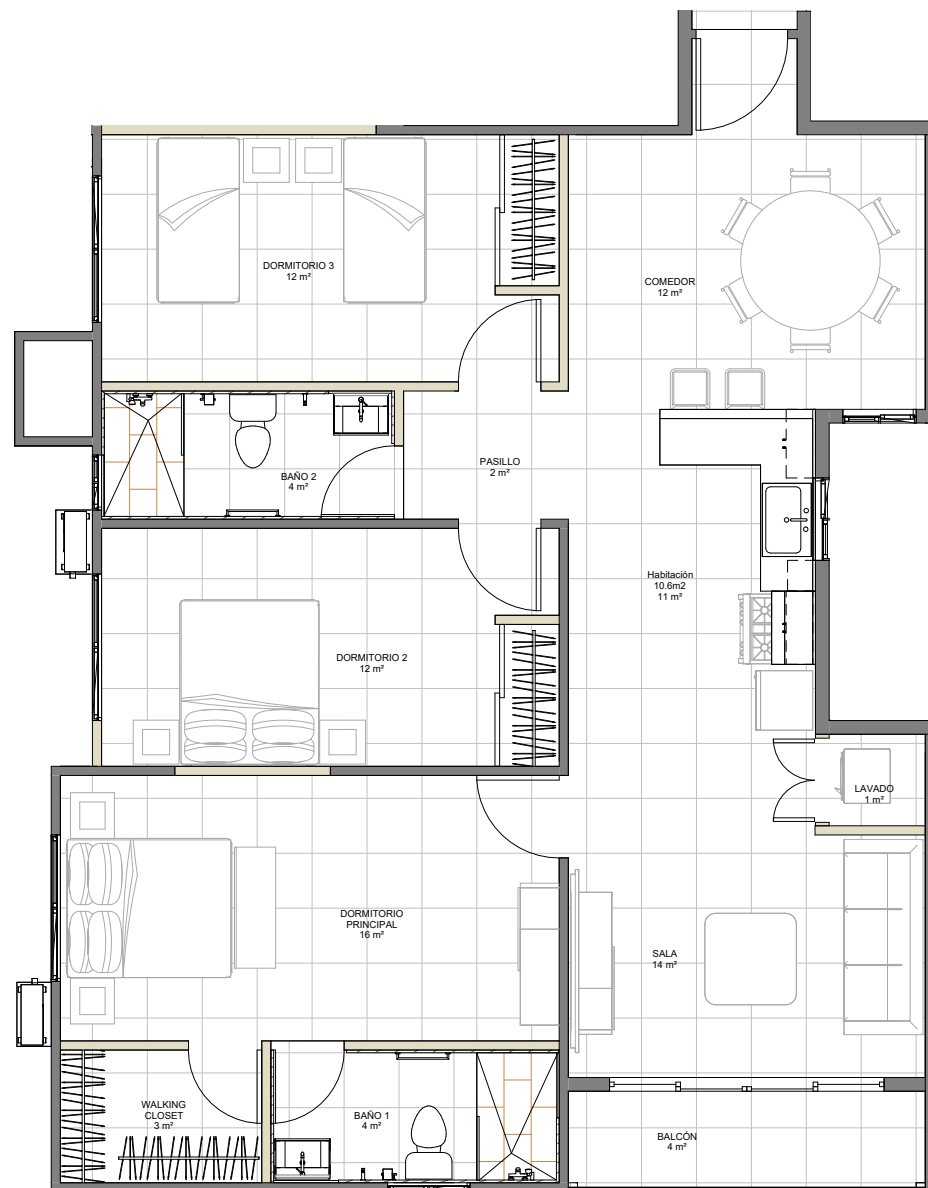 DORMITORIO 3
12 m²
COMEDOR
12 m²
PASILLO
2 m²
BAÑO 2
4 m²
Habitación
10.6m2
11 m²
DORMITORIO 2
12 m²
LAVADO
1 m²
DORMITORIO
PRINCIPAL
16 m²
SALA
14 m²
WALKING
CLOSET
3 m²
BAÑO 1
4 m²
BALCÓN
4 m²